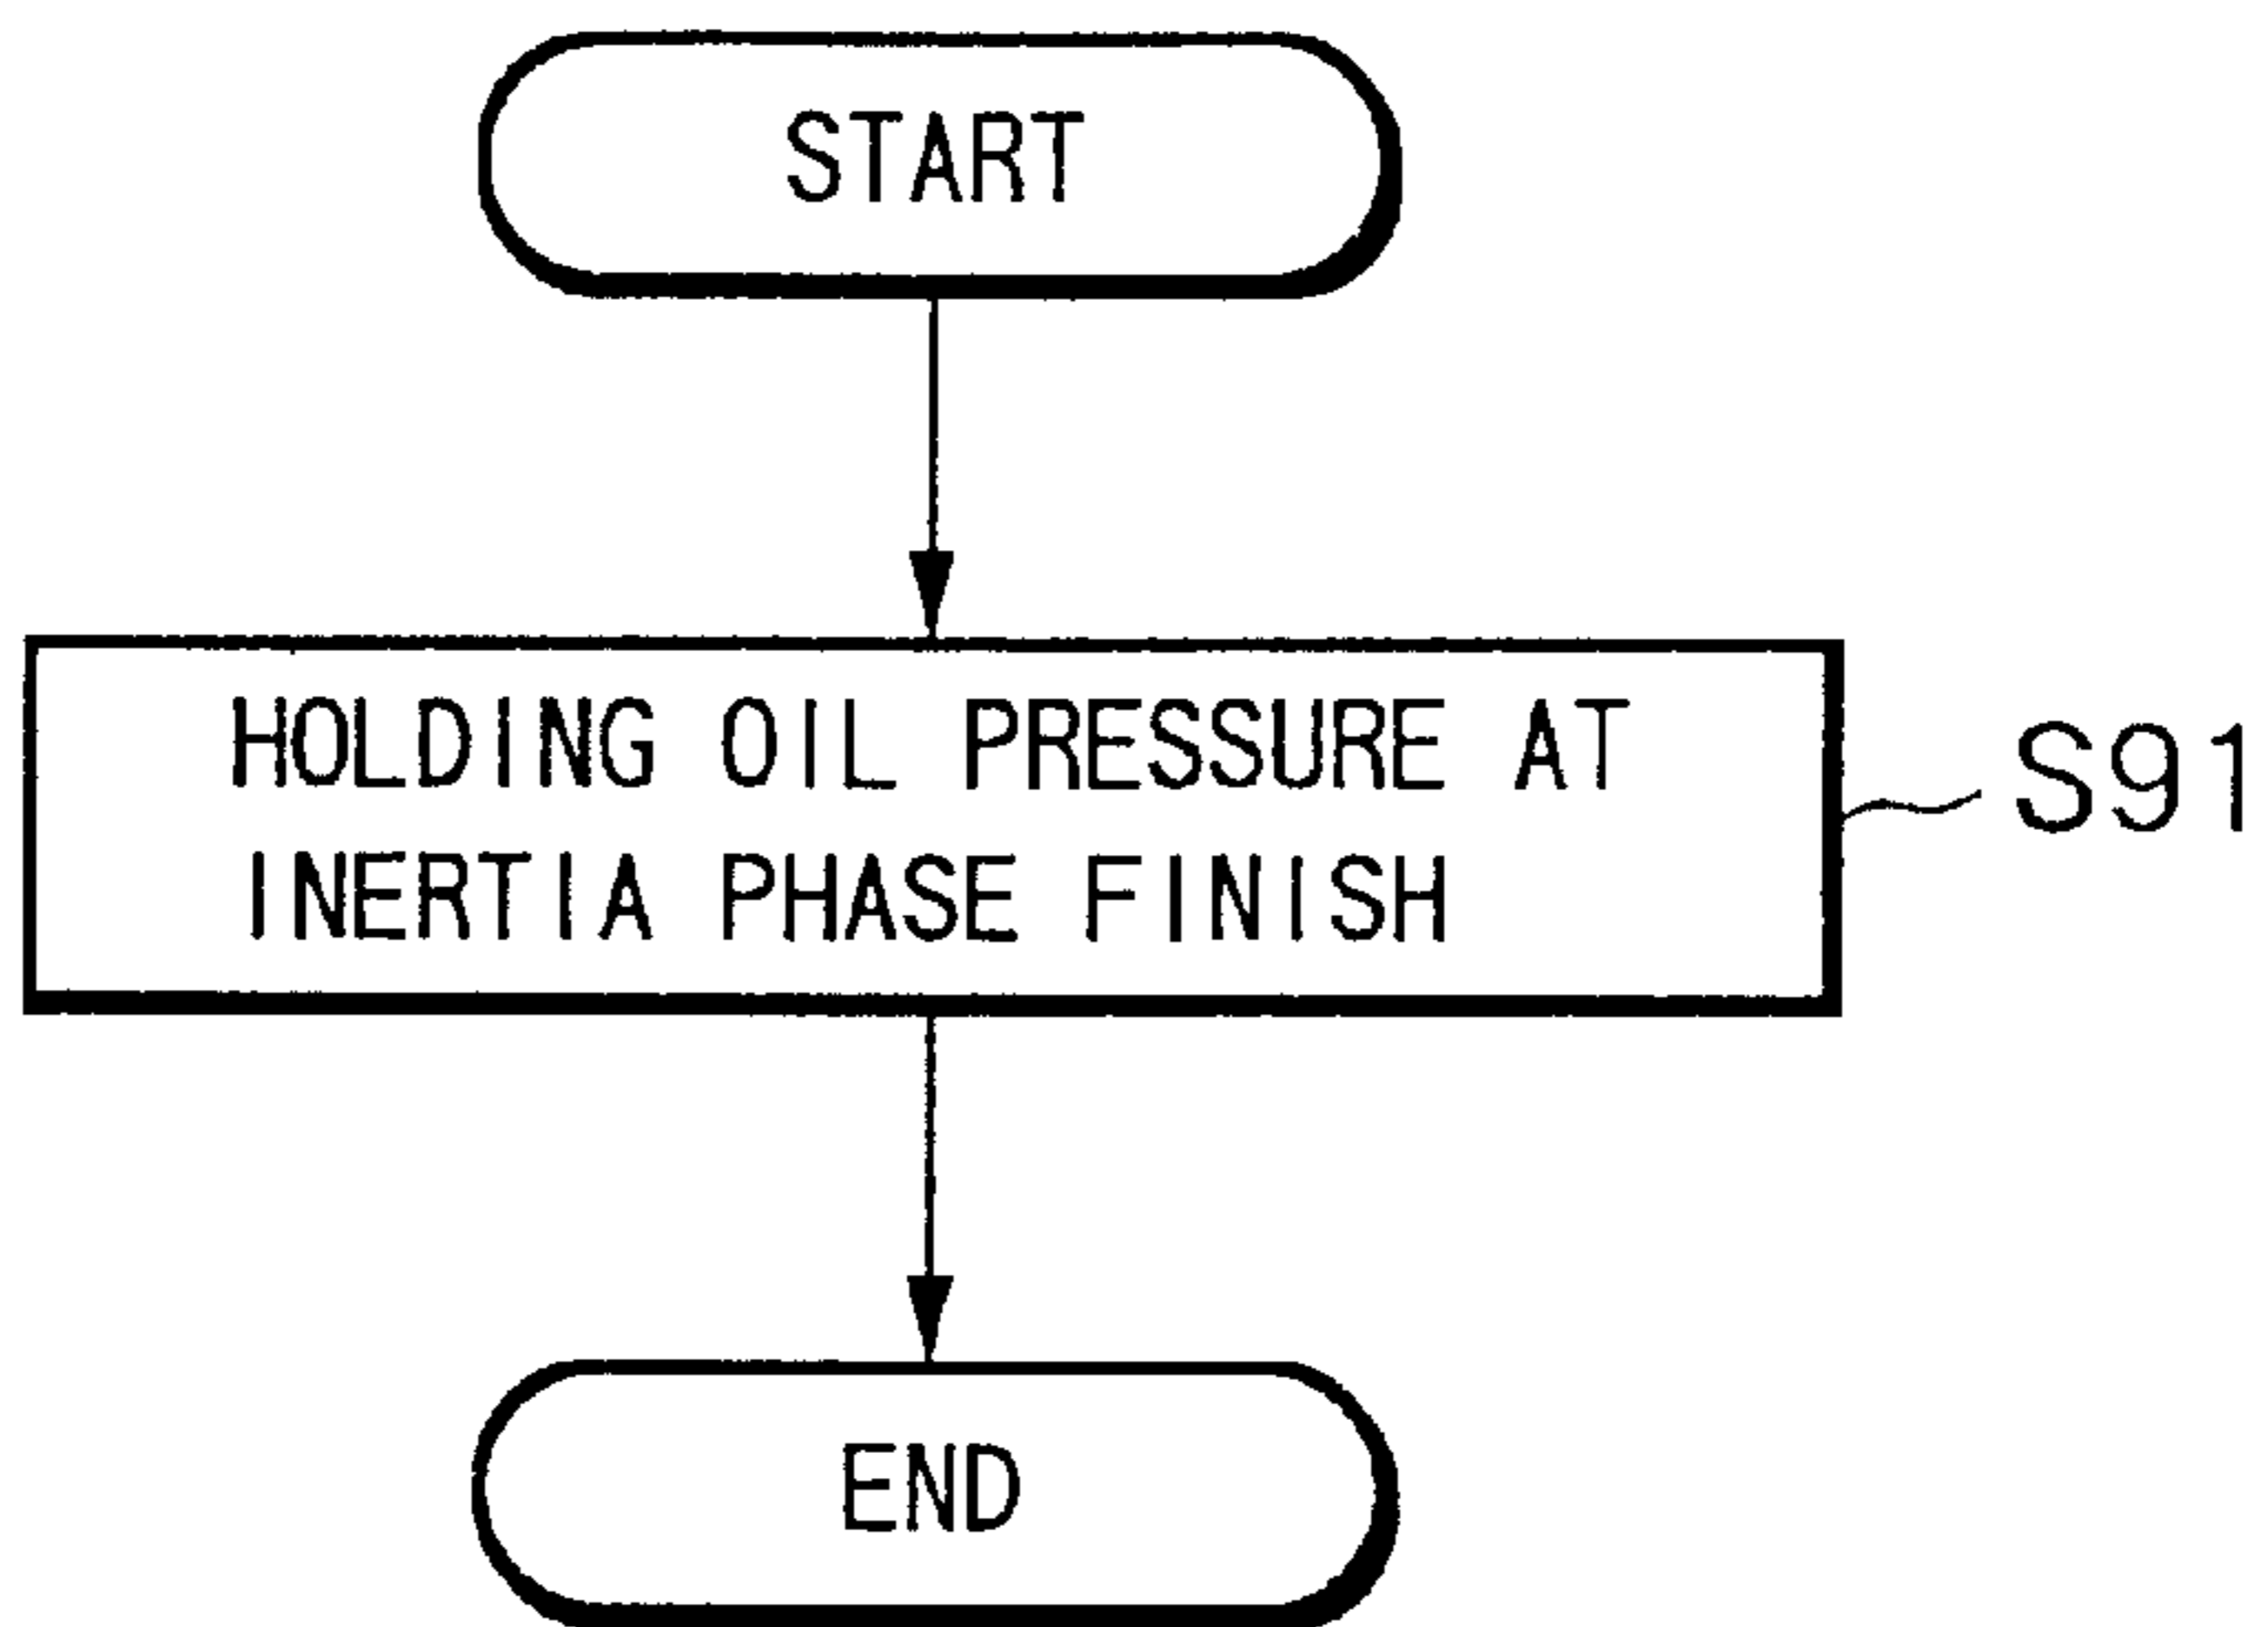 START
HOLDING OIL PRESSURE AT
INERTIA PHASE FINISH
S91
END